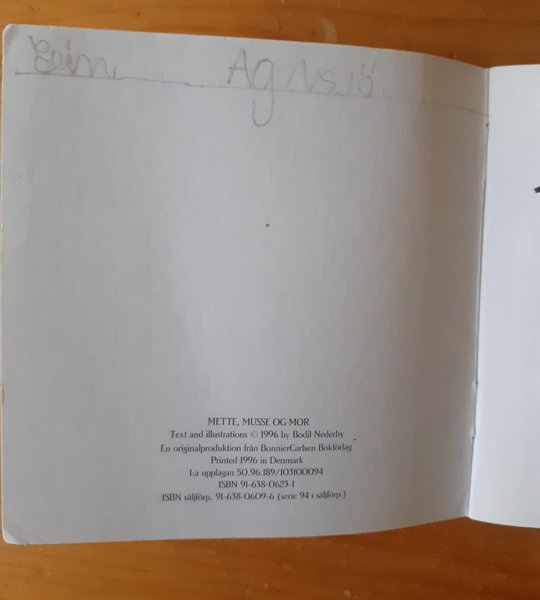 METTE, MUSSE OG MOR
Text and illustrations © 1996 by Bodil Nederby
En originalproduktion från BonnierCarlsen Bokförlag
Printed 1996 in Denmark
1:a upplagan 50.96.189/103100094
ISBN 91-638-0623-1
ISBN säljförp. 91-638-0609-6 (serie 94 i säljförp.)